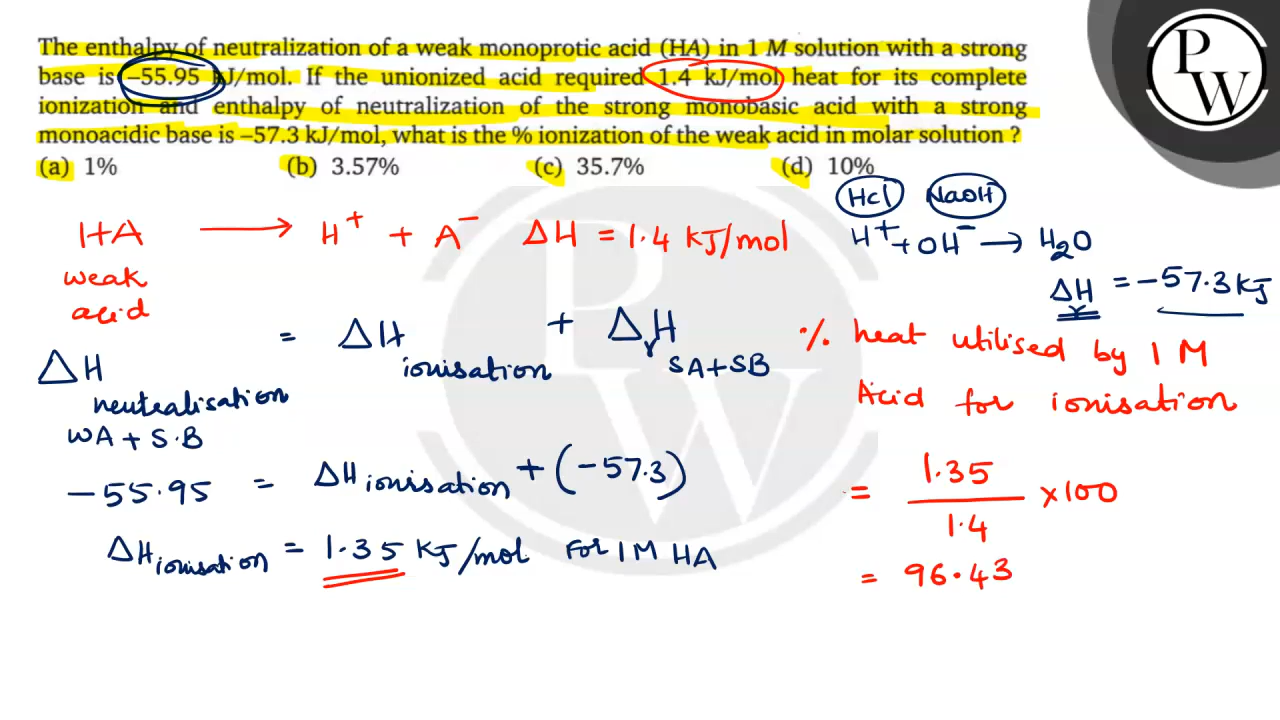 The enthalpy of neutralization of a weak monoprotic acid (HA) in 1 M solution with a strong
base is –55.95 kJ/mol. If the unionized acid required 1.4 kJ/mol heat for its complete
ionization and enthalpy of neutralization of the strong monobasic acid with a strong
monoacidic base is –57.3 kJ/mol, what is the % ionization of the weak acid in molar solution ?
(a) 1% (b) 3.57% (c) 35.7% (d) 10%
P
W
HCl NaOH
H⁺ + OH⁻ → H₂O
ΔH = -57.3 KJ
HA → H⁺ + A⁻ ΔH = 1.4 KJ/mol
weak
acid
ΔH neutralisation WA + S.B = ΔH ionisation + ΔᵣH SA+SB
-55.95 = ΔH ionisation + (-57.3)
ΔH ionisation = 1.35 KJ/mol. For 1 M HA
% heat utilised by 1 M
Acid for ionisation
= 1.35 / 1.4 × 100
= 96.43